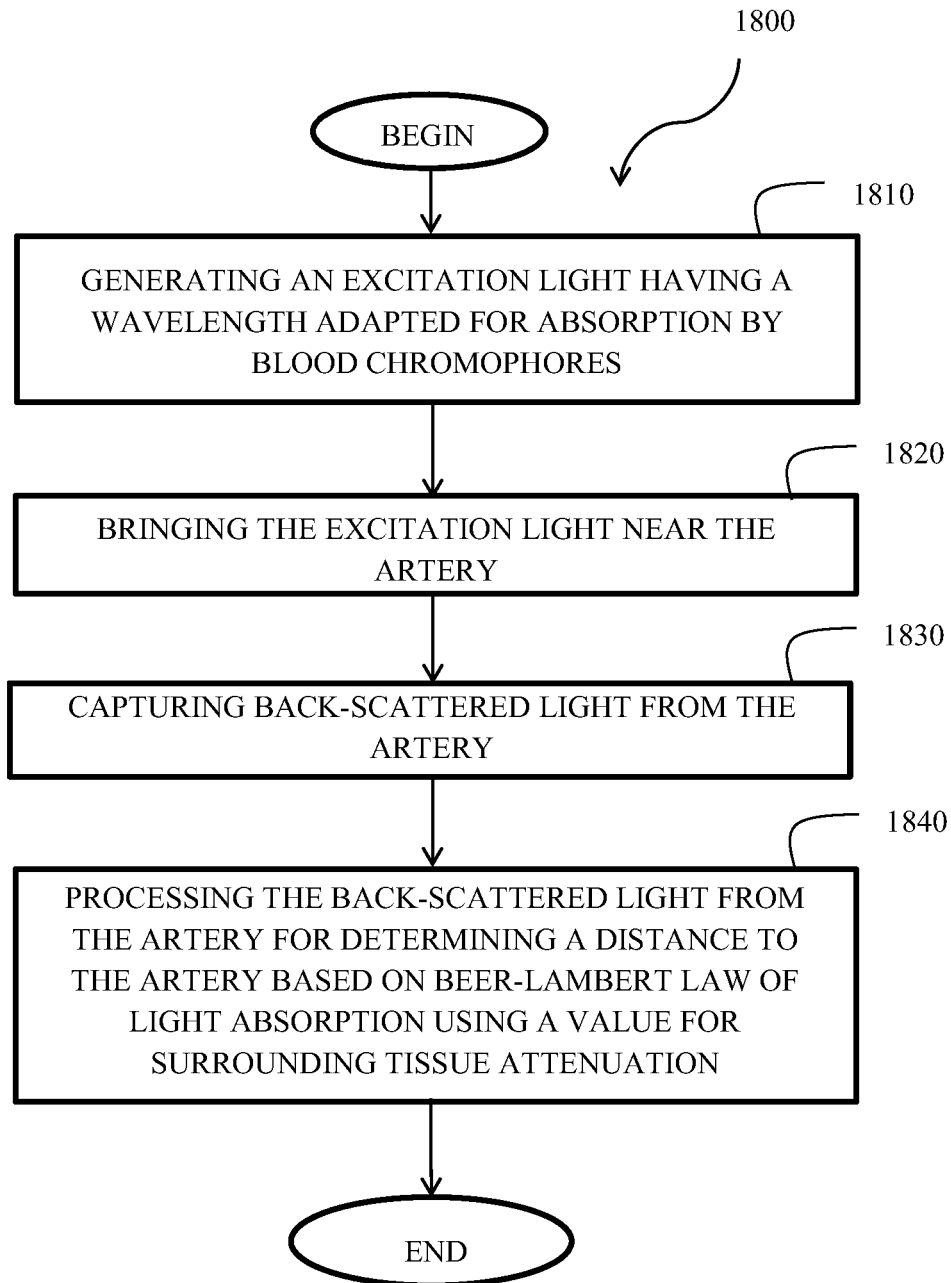 1800
BEGIN
1810
GENERATING AN EXCITATION LIGHT HAVING A
WAVELENGTH ADAPTED FOR ABSORPTION BY
BLOOD CHROMOPHORES
1820
BRINGING THE EXCITATION LIGHT NEAR THE
ARTERY
1830
CAPTURING BACK-SCATTERED LIGHT FROM THE
ARTERY
1840
PROCESSING THE BACK-SCATTERED LIGHT FROM
THE ARTERY FOR DETERMINING A DISTANCE TO
THE ARTERY BASED ON BEER-LAMBERT LAW OF
LIGHT ABSORPTION USING A VALUE FOR
SURROUNDING TISSUE ATTENUATION
END